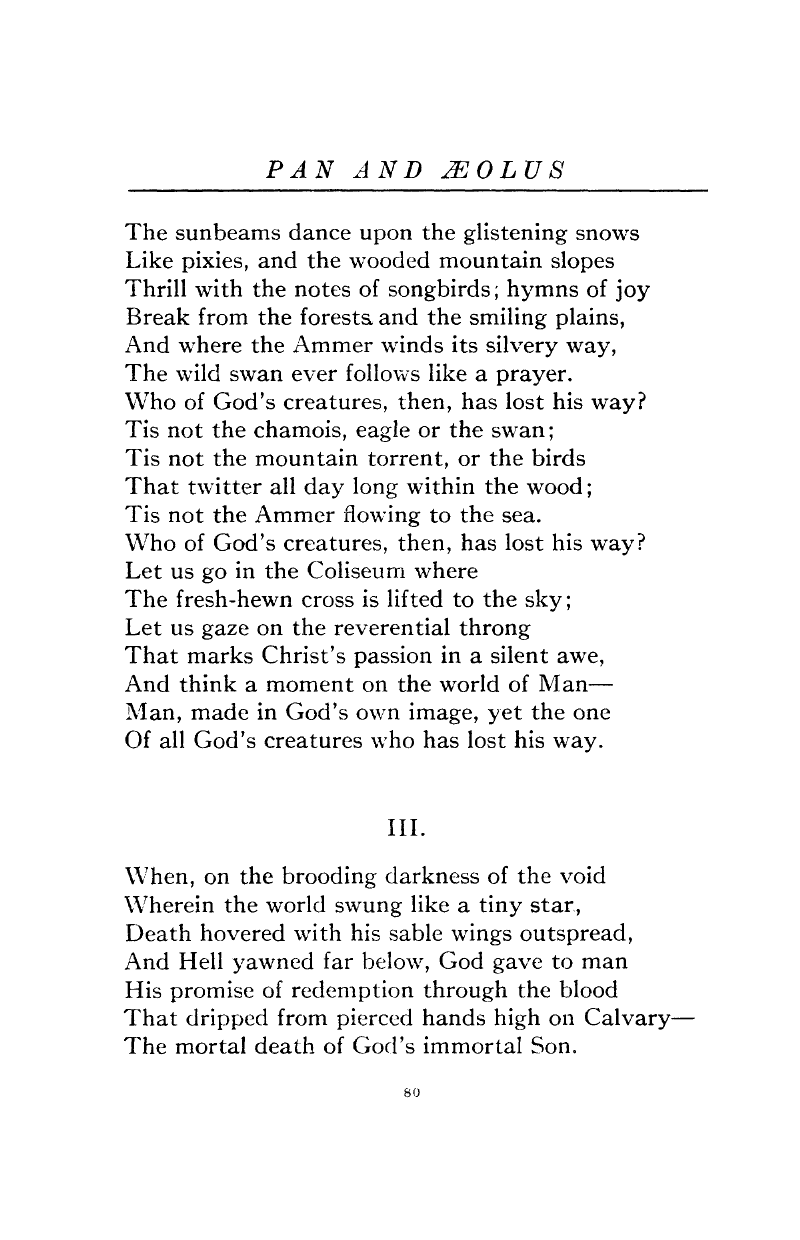 PAN AND ÆOLUS
The sunbeams dance upon the glistening snows
Like pixies, and the wooded mountain slopes
Thrill with the notes of songbirds; hymns of joy
Break from the forests and the smiling plains,
And where the Ammer winds its silvery way,
The wild swan ever follows like a prayer.
Who of God's creatures, then, has lost his way?
Tis not the chamois, eagle or the swan;
Tis not the mountain torrent, or the birds
That twitter all day long within the wood;
Tis not the Ammer flowing to the sea.
Who of God's creatures, then, has lost his way?
Let us go in the Coliseum where
The fresh-hewn cross is lifted to the sky;
Let us gaze on the reverential throng
That marks Christ's passion in a silent awe,
And think a moment on the world of Man—
Man, made in God's own image, yet the one
Of all God's creatures who has lost his way.
III.
When, on the brooding darkness of the void
Wherein the world swung like a tiny star,
Death hovered with his sable wings outspread,
And Hell yawned far below, God gave to man
His promise of redemption through the blood
That dripped from pierced hands high on Calvary—
The mortal death of God's immortal Son.
80